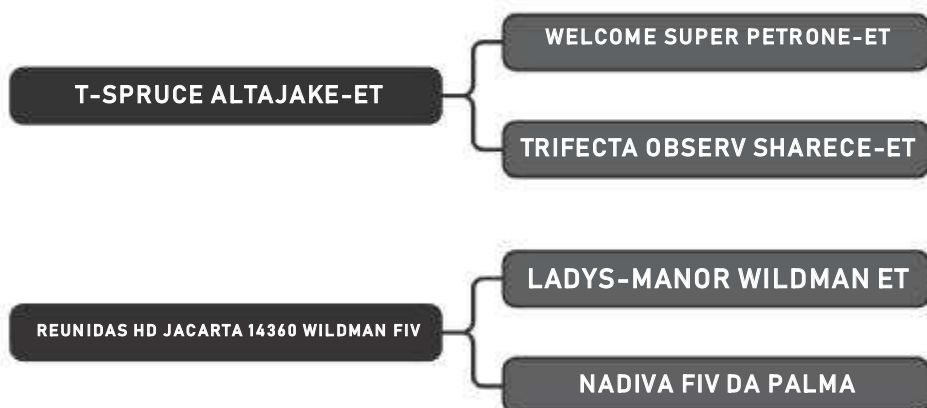 WELCOME SUPER PETRONE-ET
T-SPRUCE ALTAJAKE-ET
TRIFECTA OBSERV SHARECE-ET
LADYS-MANOR WILDMAN ET
REUNIDAS HD JACARTA 14360 WILDMAN FIV
NADIVA FIV DA PALMA